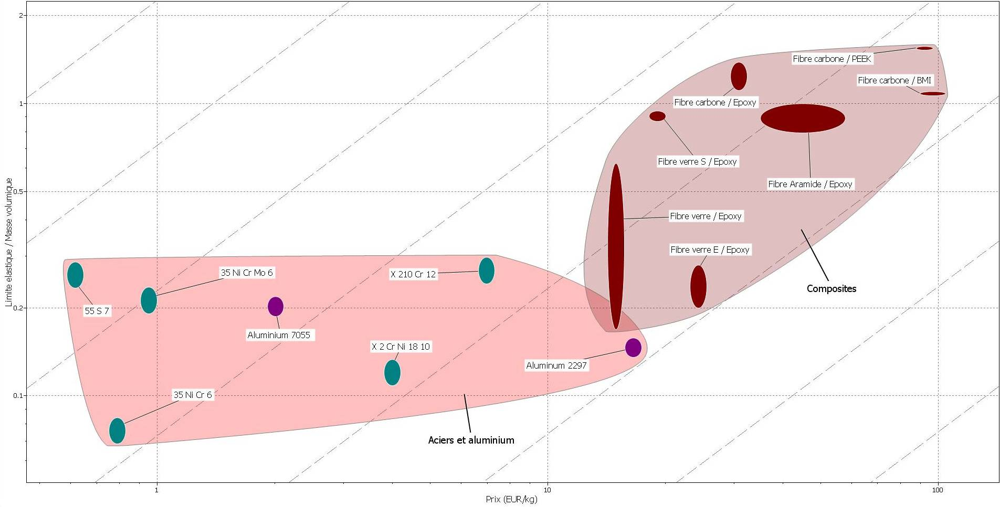 2
Fibre carbone / PEEK
Fibre carbone / BMI
1
Fibre carbone / Epoxy
Fibre verre S / Epoxy
Fibre Aramide / Epoxy
0.5
Limite elastique / Masse volumique
Fibre verre / Epoxy
Fibre verre E / Epoxy
35 Ni Cr Mo 6
X 210 Cr 12
Composites
0.2
55 S 7
Aluminium 7055
X 2 Cr Ni 18 10
Aluminum 2297
0.1
35 Ni Cr 6
Aciers et aluminium
1
10
100
Prix (EUR/kg)